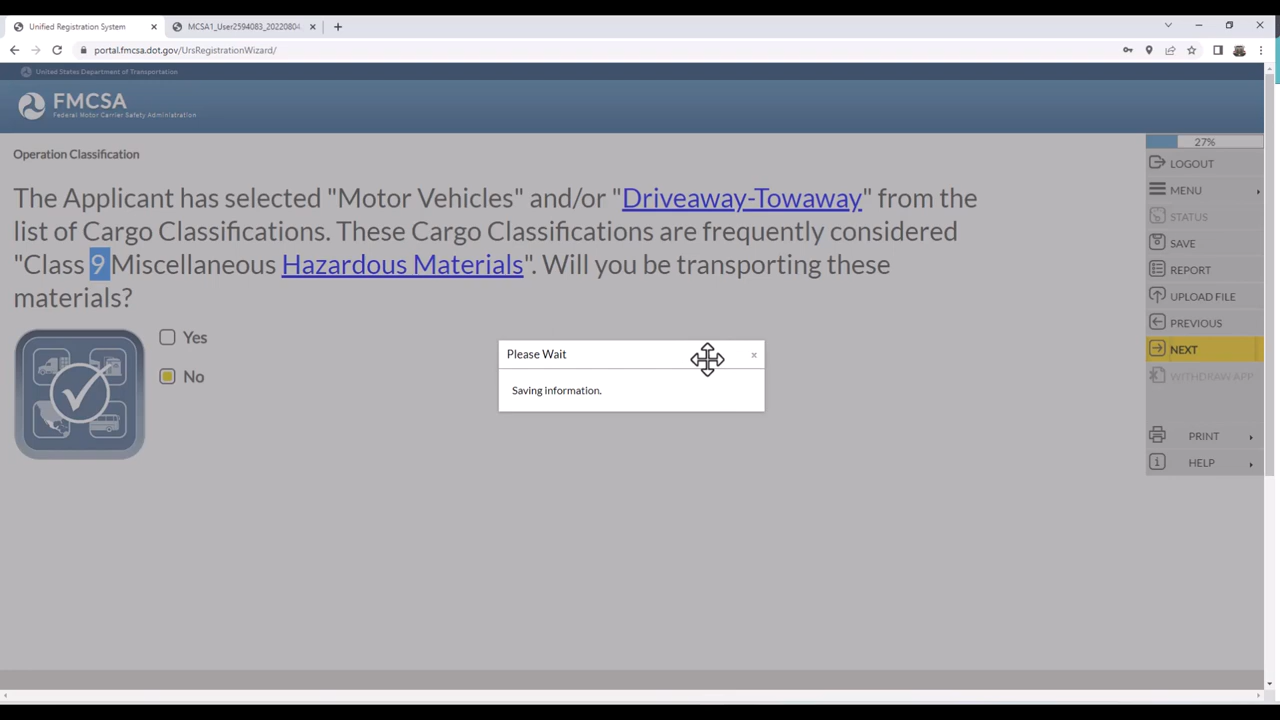 Unified Registration System
MCSA1_User2594083_20220804
portal.fmcsa.dot.gov/UrsRegistrationWizard/
United States Department of Transportation
FMCSA
Federal Motor Carrier Safety Administration
Operation Classification
The Applicant has selected "Motor Vehicles" and/or "Driveaway-Towaway" from the
list of Cargo Classifications. These Cargo Classifications are frequently considered
"Class 9 Miscellaneous Hazardous Materials". Will you be transporting these
materials?
Yes
No
Please Wait
Saving information.
27%
LOGOUT
MENU
STATUS
SAVE
REPORT
UPLOAD FILE
PREVIOUS
NEXT
WITHDRAW APP
PRINT
HELP